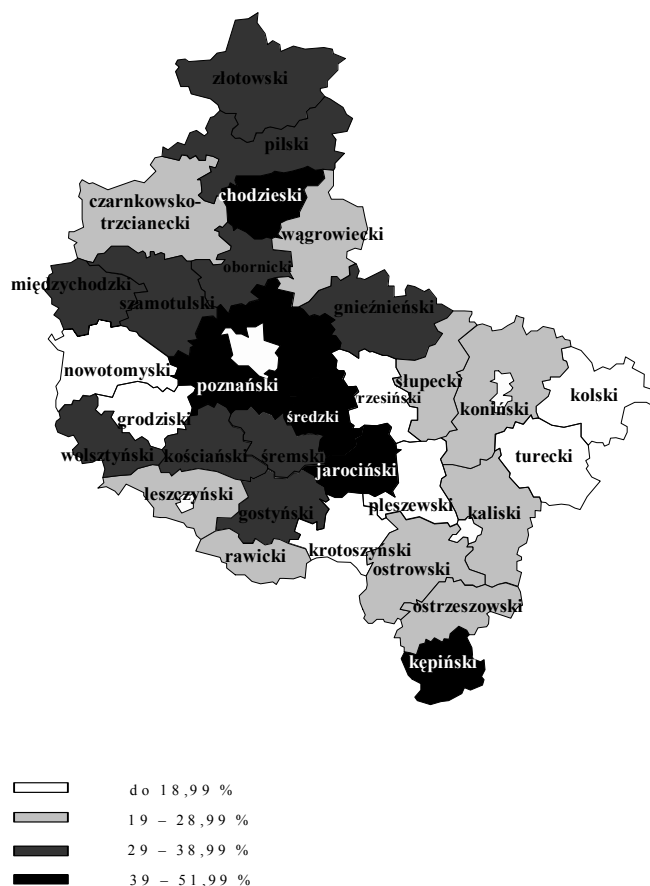 złotowski
pilski
chodzieski
czarnkowsko-
trzcianecki
wągrowiecki
obornicki
międzychodzki
szamotulski
gnieźnieński
nowotomyski
poznański
rzesiński
słupecki
koniński
kolski
grodziski
średzki
wolsztyński
kościański
śremski
jarociński
turecki
leszczyński
gostyński
pleszewski
kaliski
rawicki
krotoszyński
ostrowski
ostrzeszowski
kępiński
do 18,99 %
19 – 28,99 %
29 – 38,99 %
39 – 51,99 %